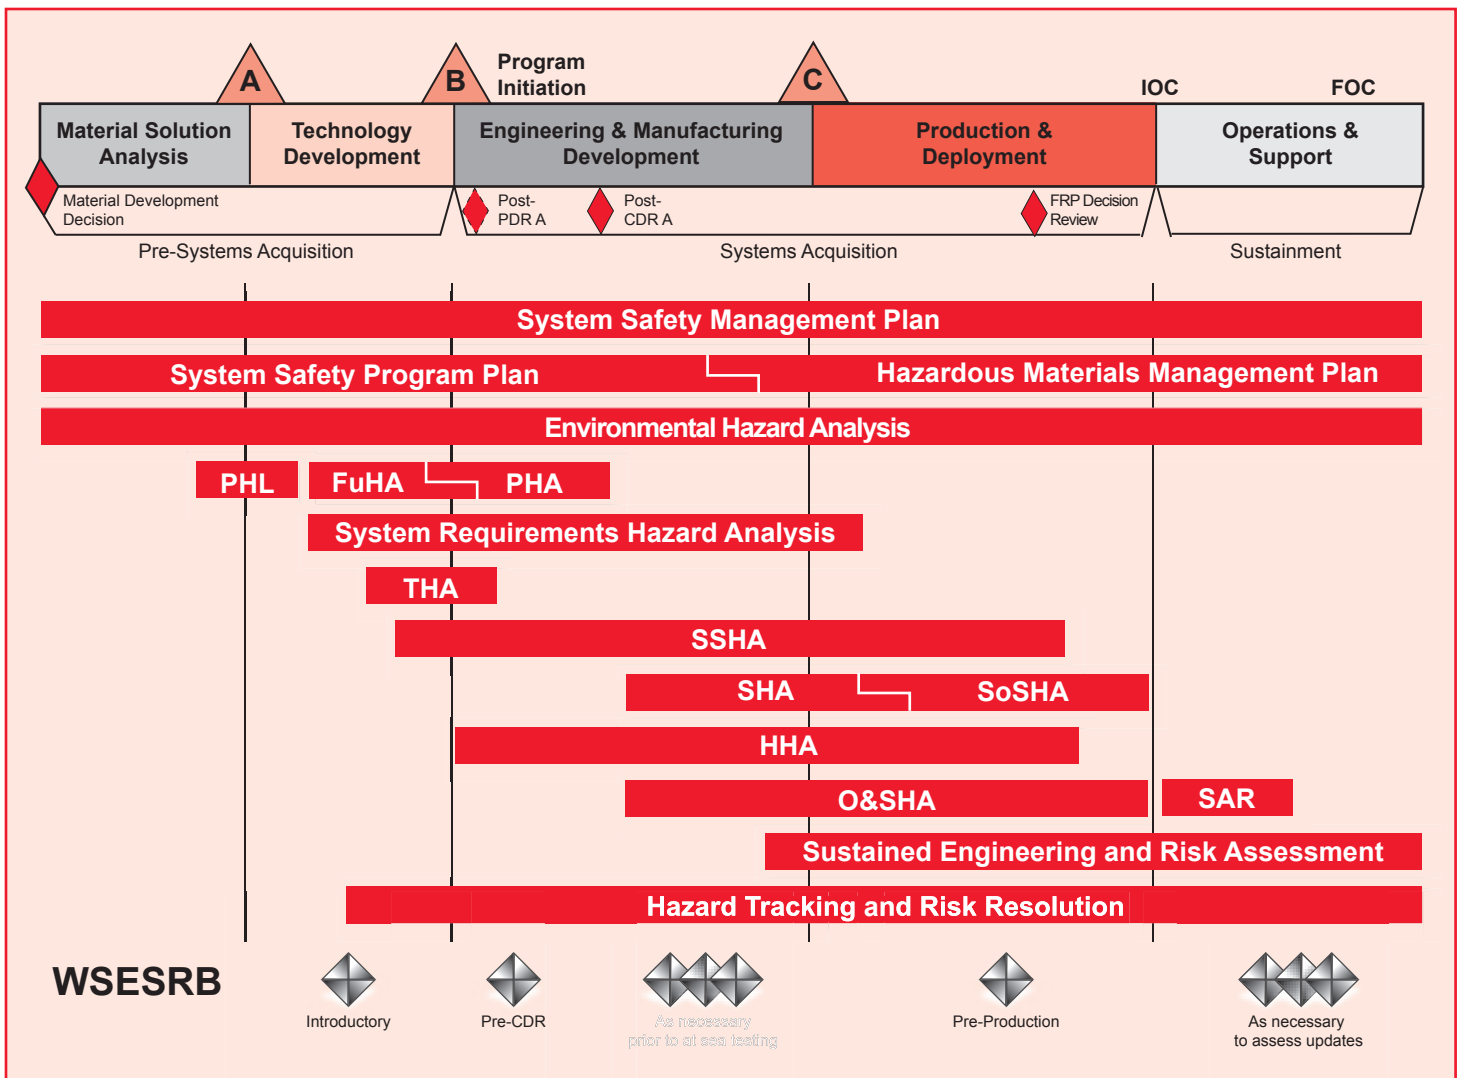 A
B
Program
Initiation
C
IOC
FOC
Material Solution
Analysis
Technology
Development
Engineering & Manufacturing
Development
Production &
Deployment
Operations &
Support
Material Development
Decision
Post-
PDR A
Post-
CDR A
FRP Decision
Review
Pre-Systems Acquisition
Systems Acquisition
Sustainment
System Safety Management Plan
System Safety Program Plan
Hazardous Materials Management Plan
Environmental Hazard Analysis
PHL
FuHA
PHA
System Requirements Hazard Analysis
THA
SSHA
SHA
SoSHA
HHA
O&SHA
SAR
Sustained Engineering and Risk Assessment
Hazard Tracking and Risk Resolution
WSESRB
Introductory
Pre-CDR
As necessary
prior to at sea testing
Pre-Production
As necessary
to assess updates